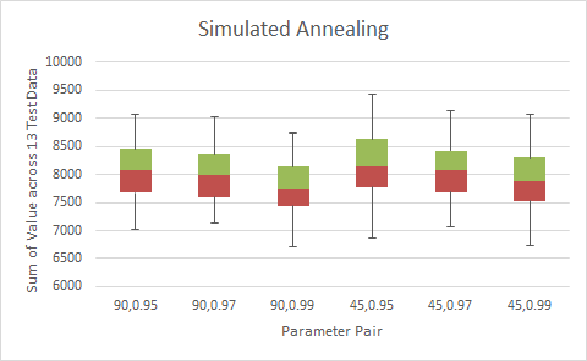 Simulated Annealing
Sum of Value across 13 TestData
10000
9500
9000
8500
8000
7500
7000
6500
6000
90,0.95 90,0.97 90,0.99 45,0.95 45,0.97 45,0.99
Parameter Pair